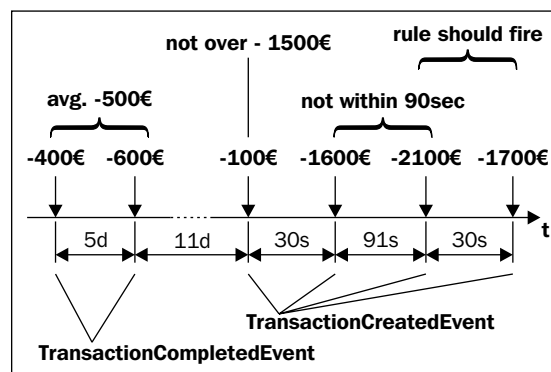 rule should fire
not over - 1500€
avg. -500€
not within 90sec
-400€ -600€ -100€ -1600€ -2100€ -1700€
t
5d 11d 30s 91s 30s
TransactionCreatedEvent
TransactionCompletedEvent